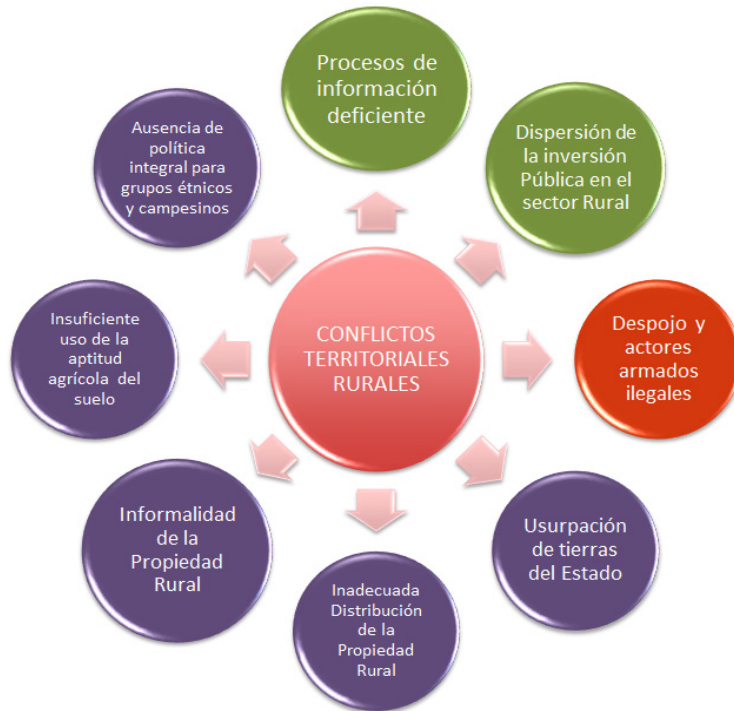 Procesos de
información
deficiente
Dispersión de
la inversión
Pública en el
sector Rural
Despojo y
actores
armados
ilegales
Usurpación
de tierras
del Estado
Inadecuada
Distribución
de la
Propiedad
Rural
Informalidad
de la
Propiedad
Rural
Insuficiente
uso de la
aptitud
agrícola del
suelo
Ausencia de
política
integral para
grupos étnicos
y campesinos
CONFLICTOS
TERRITORIALES
RURALES